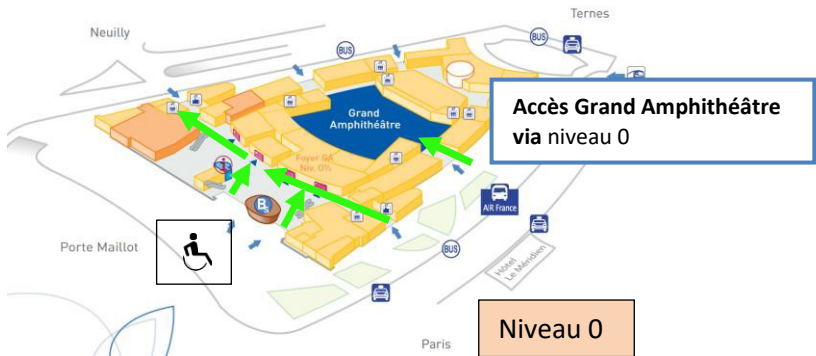 Ternes
Neuilly
BUS
BUS
Accès Grand Amphithéâtre
via niveau 0
Grand
Amphithéâtre
Foyer GA
Niv. 0½
B
AIR France
Porte Maillot
BUS
Hôtel
Le Méridien
Niveau 0
Paris